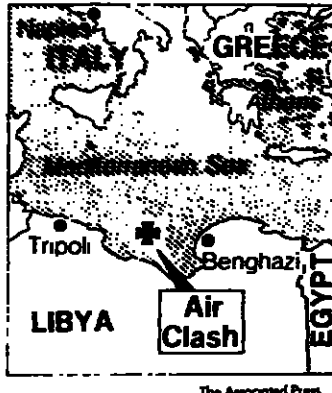 Naples
ITALY
GREECE
Athens
Mediterranean Sea
Tripoli
Benghazi
LIBYA
Air
Clash
EGYPT
The Associated Press